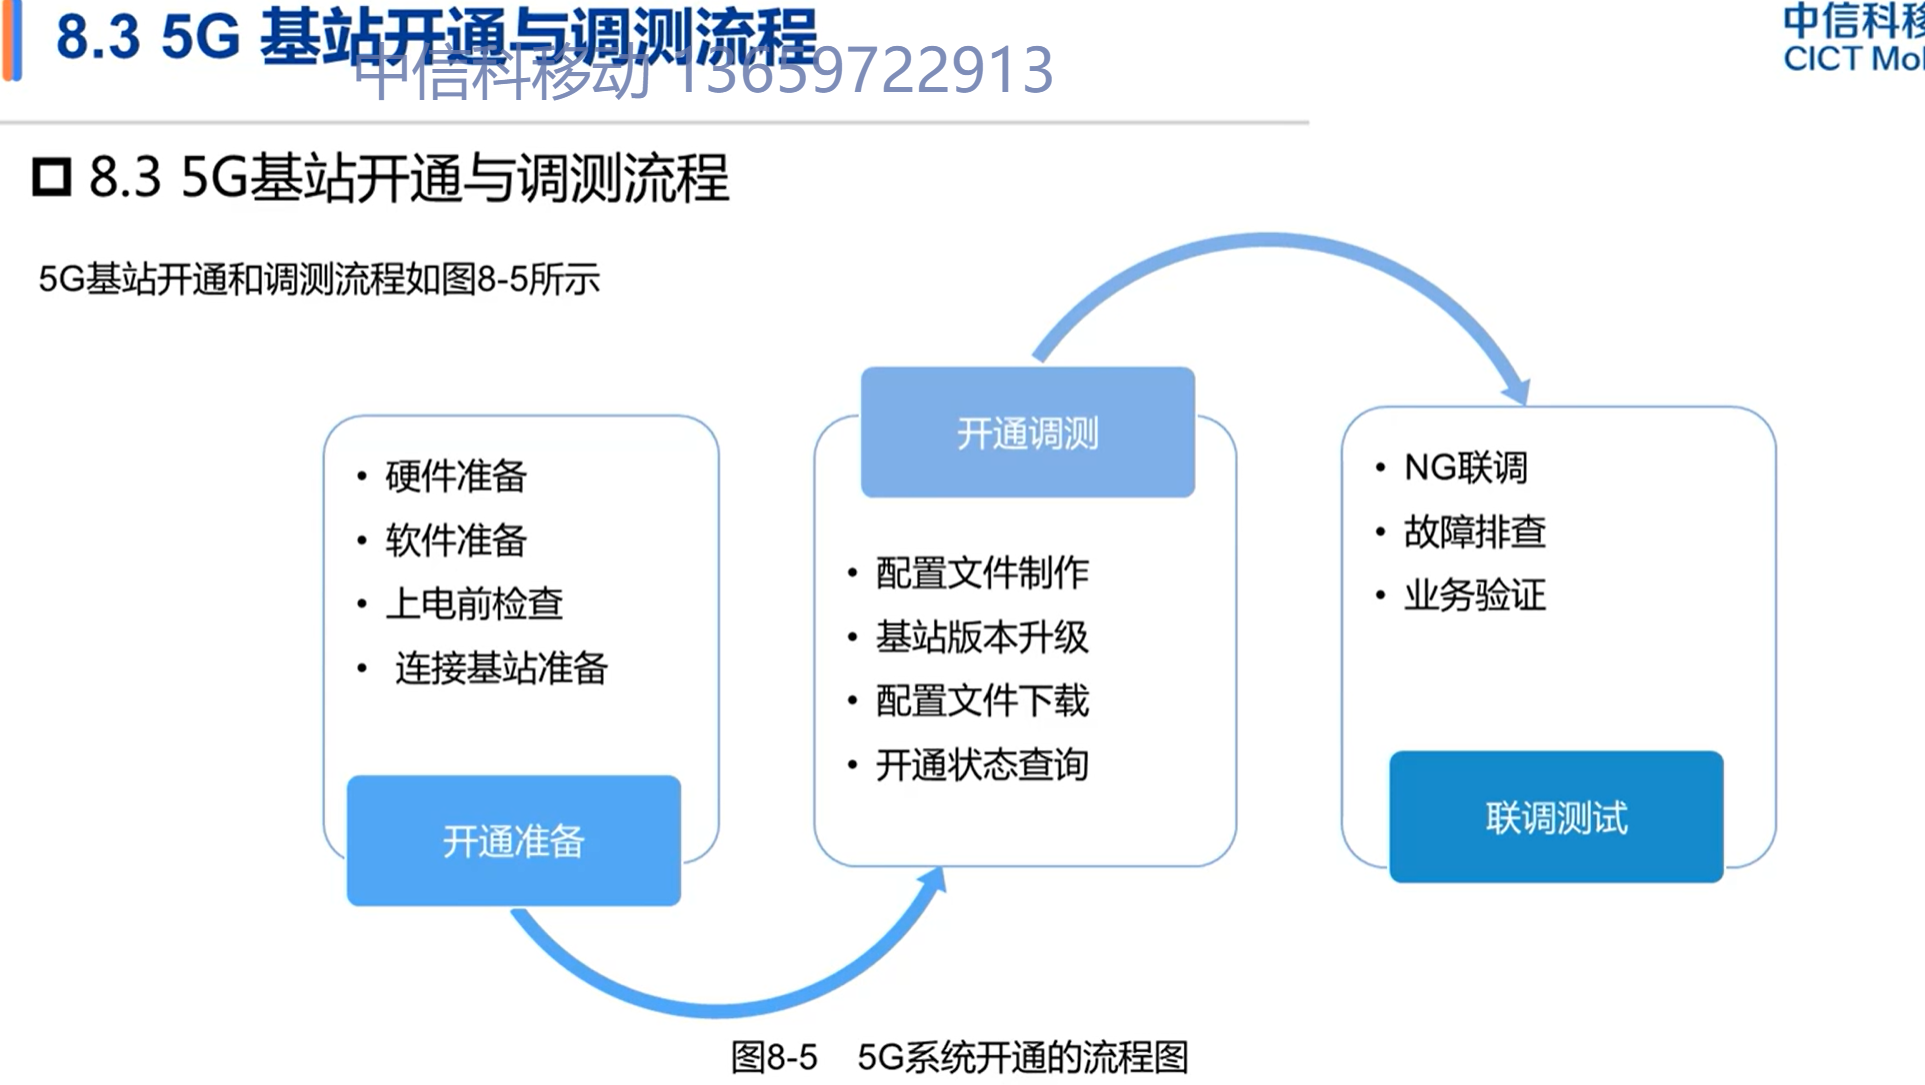 8.3 5G 基站开通与调测流程
中信科移动 13659722913
中信科移
CICT Mo
8.3 5G基站开通与调测流程
5G基站开通和调测流程如图8-5所示
• 硬件准备
• 软件准备
• 上电前检查
• 连接基站准备
开通准备
开通调测
• 配置文件制作
• 基站版本升级
• 配置文件下载
• 开通状态查询
• NG联调
• 故障排查
• 业务验证
联调测试
图8-5 5G系统开通的流程图